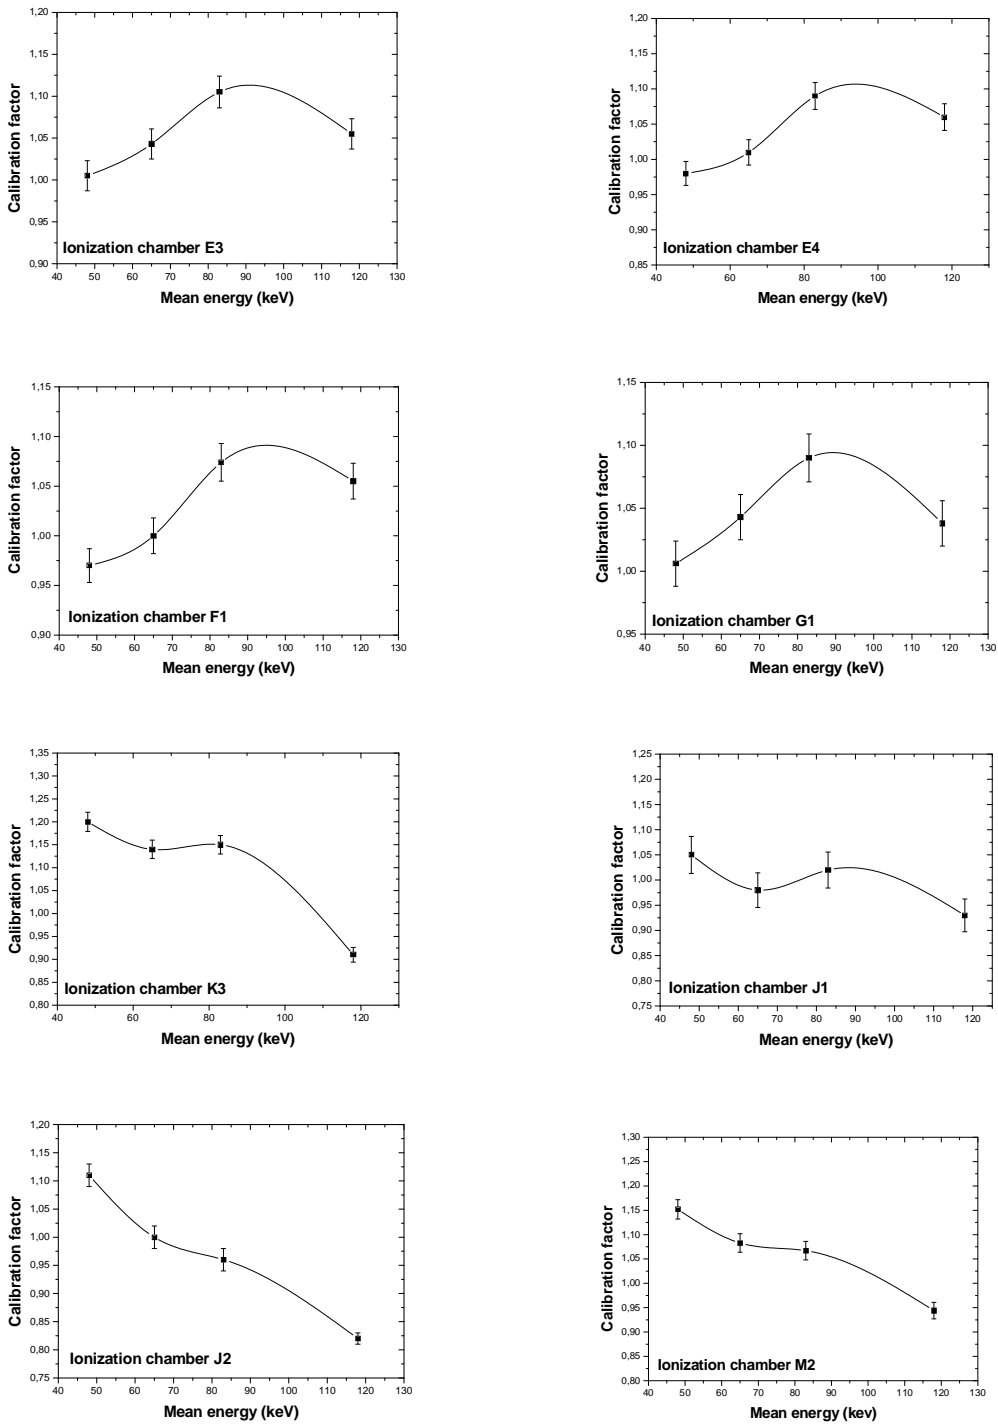 1,20
1,15
1,10
1,05
1,00
0,95
0,90
Calibration factor
Ionization chamber E3
40 50 60 70 80 90 100 110 120 130
Mean energy (keV)
1,20
1,15
1,10
1,05
1,00
0,95
0,90
0,85
Calibration factor
Ionization chamber E4
40 60 80 100 120
Mean energy (keV)
1,15
1,10
1,05
1,00
0,95
0,90
Calibration factor
Ionization chamber F1
40 50 60 70 80 90 100 110 120 130
Mean energy (keV)
1,15
1,10
1,05
1,00
0,95
Calibration factor
Ionization chamber G1
40 50 60 70 80 90 100 110 120 130
Mean energy (keV)
1,35
1,30
1,25
1,20
1,15
1,10
1,05
1,00
0,95
0,90
0,85
0,80
Calibration factor
Ionization chamber K3
40 60 80 100 120
Mean energy (keV)
1,25
1,20
1,15
1,10
1,05
1,00
0,95
0,90
0,85
0,80
0,75
Calibration factor
Ionization chamber J1
40 50 60 70 80 90 100 110 120
Mean energy (keV)
1,20
1,15
1,10
1,05
1,00
0,95
0,90
0,85
0,80
0,75
Calibration factor
Ionization chamber J2
40 50 60 70 80 90 100 110 120 130
Mean energy (keV)
1,30
1,25
1,20
1,15
1,10
1,05
1,00
0,95
0,90
0,85
0,80
Calibration factor
Ionization chamber M2
40 50 60 70 80 90 100 110 120 130
Mean energy (kev)